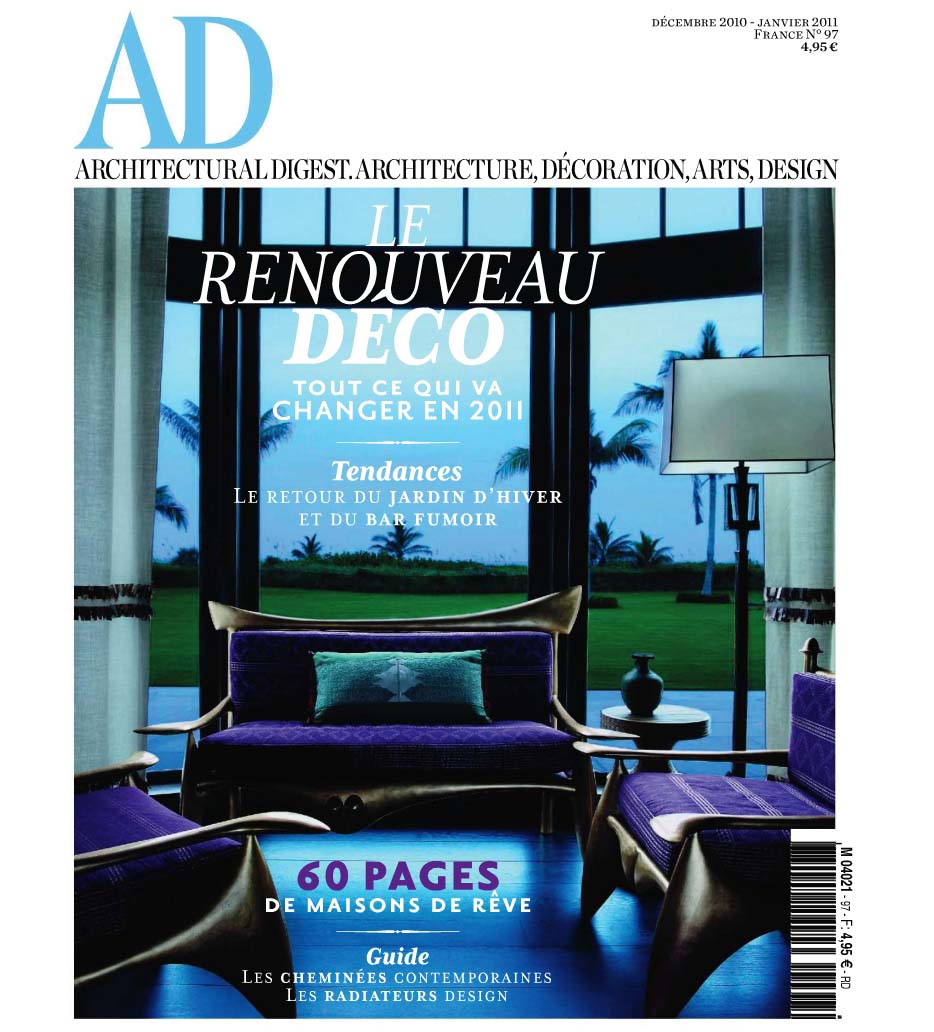 AD
DÉCEMBRE 2010 - JANVIER 2011
FRANCE Nº 97
4,95 €
ARCHITECTURAL DIGEST. ARCHITECTURE, DÉCORATION, ARTS, DESIGN
LE
RENOUVEAU
DÉCO
TOUT CE QUI VA
CHANGER EN 2011
Tendances
LE RETOUR DU JARDIN D'HIVER
ET DU BAR FUMOIR
60 PAGES
DE MAISONS DE RÊVE
Guide
LES CHEMINÉES CONTEMPORAINES
LES RADIATEURS DESIGN
M 04021 - 97 - F: 4,95 € - RD